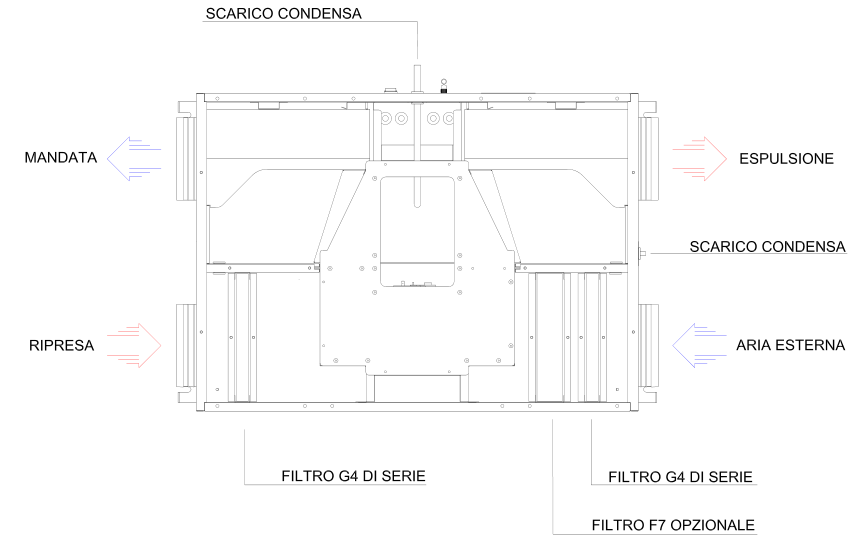 SCARICO CONDENSA
MANDATA
ESPULSIONE
SCARICO CONDENSA
RIPRESA
ARIA ESTERNA
FILTRO G4 DI SERIE
FILTRO G4 DI SERIE
FILTRO F7 OPZIONALE